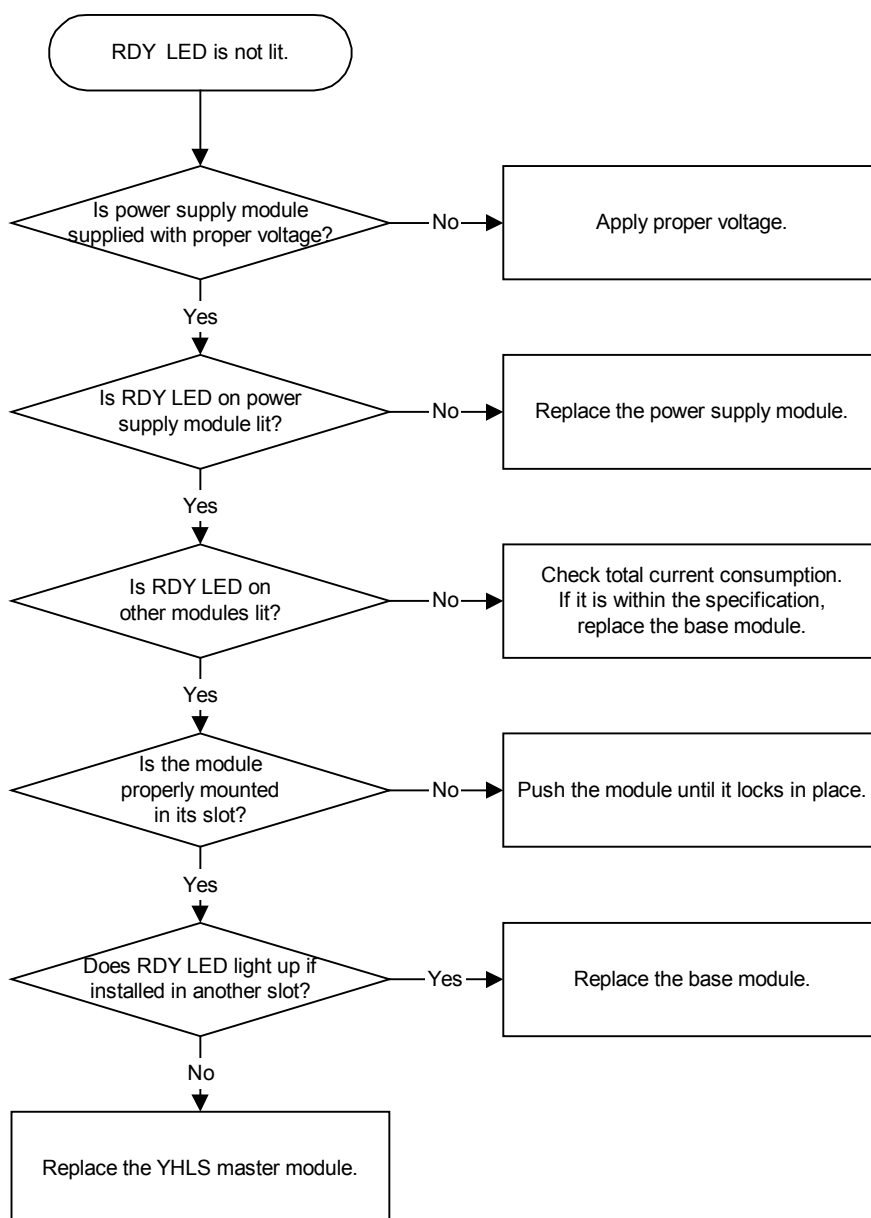 RDY LED is not lit.
Is power supply module
supplied with proper voltage?
No
Apply proper voltage.
Yes
Is RDY LED on power
supply module lit?
No
Replace the power supply module.
Yes
Is RDY LED on
other modules lit?
No
Check total current consumption.
If it is within the specification,
replace the base module.
Yes
Is the module
properly mounted
in its slot?
No
Push the module until it locks in place.
Yes
Does RDY LED light up if
installed in another slot?
Yes
Replace the base module.
No
Replace the YHLS master module.